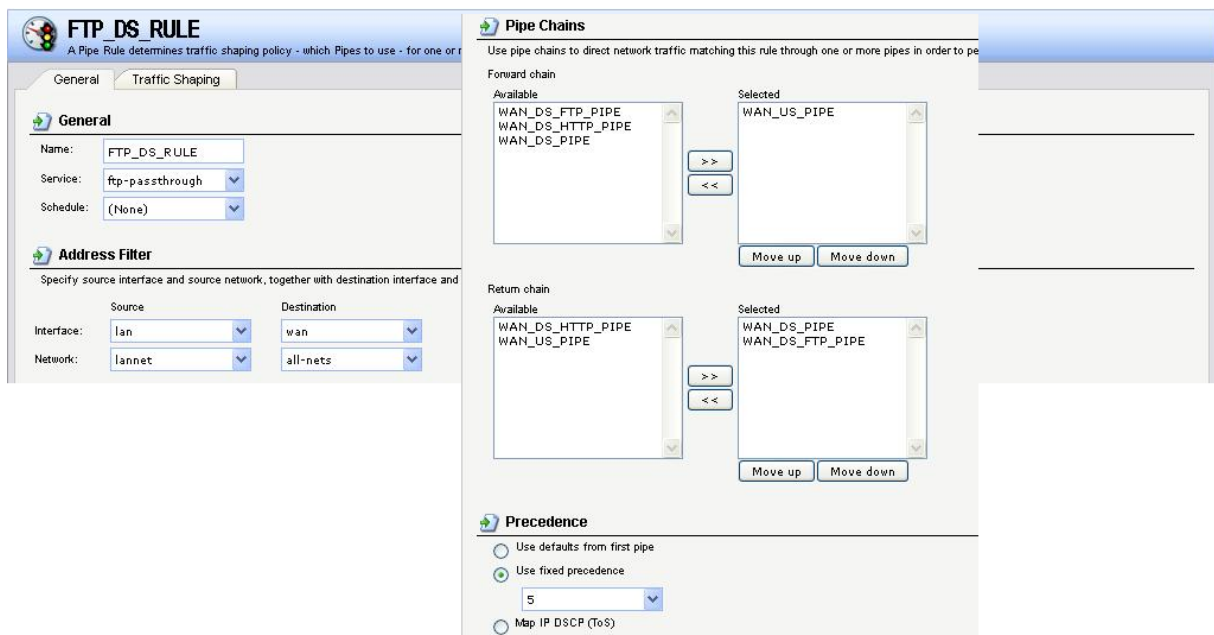 FTP_DS_RULE
A Pipe Rule determines traffic shaping policy - which Pipes to use - for one or
General
Traffic Shaping
General
Name:
FTP_DS_RULE
Service:
ftp-passthrough
Schedule:
(None)
Address Filter
Specify source interface and source network, together with destination interface and
Source
Destination
Interface:
lan
wan
Network:
lannet
all-nets
Pipe Chains
Use pipe chains to direct network traffic matching this rule through one or more pipes in order to pe
Forward chain
Available
Selected
WAN_DS_FTP_PIPE
WAN_DS_HTTP_PIPE
WAN_DS_PIPE
WAN_US_PIPE
>>
<<
Move up
Move down
Return chain
Available
Selected
WAN_DS_HTTP_PIPE
WAN_US_PIPE
WAN_DS_PIPE
WAN_DS_FTP_PIPE
>>
<<
Move up
Move down
Precedence
Use defaults from first pipe
Use fixed precedence
5
Map IP DSCP (ToS)